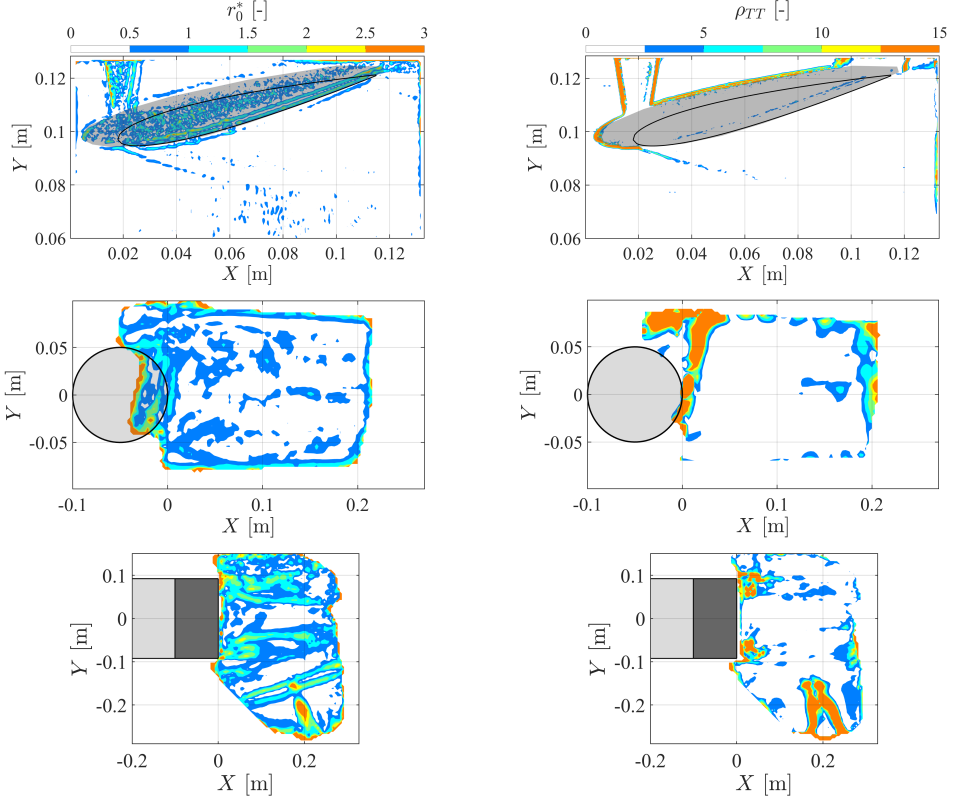 r₀* [-]
ρ_TT [-]
0 0.5 1 1.5 2 2.5 3
0 5 10 15
0.12
0.1
0.08
0.06
Y [m]
0.02 0.04 0.06 0.08 0.1 0.12
X [m]
0.12
0.1
0.08
0.06
Y [m]
0.02 0.04 0.06 0.08 0.1 0.12
X [m]
0.05
0
-0.05
Y [m]
-0.1 0 0.1 0.2
X [m]
0.05
0
-0.05
Y [m]
-0.1 0 0.1 0.2
X [m]
0.1
0
-0.1
-0.2
Y [m]
-0.2 0 0.2
X [m]
0.1
0
-0.1
-0.2
Y [m]
-0.2 0 0.2
X [m]